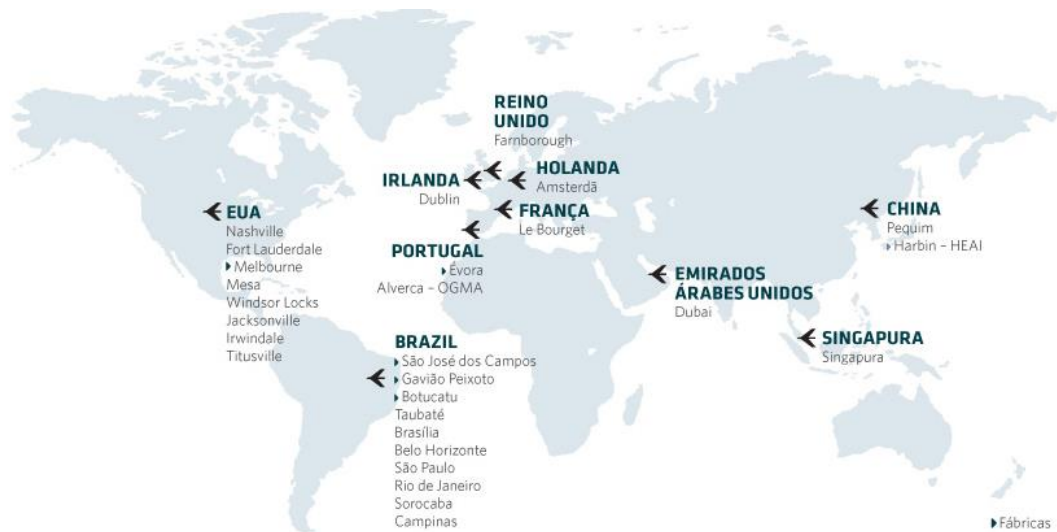 REINO
UNIDO
Farnborough
IRLANDA
Dublin
HOLANDA
Amsterdã
FRANÇA
Le Bourget
PORTUGAL
Évora
Alverca – OGMA
EUA
Nashville
Fort Lauderdale
Melbourne
Mesa
Windsor Locks
Jacksonville
Irwindale
Titusville
BRAZIL
São José dos Campos
Gavião Peixoto
Botucatu
Taubaté
Brasília
Belo Horizonte
São Paulo
Rio de Janeiro
Sorocaba
Campinas
EMIRADOS
ÁRABES UNIDOS
Dubai
CHINA
Pequim
Harbin – HEAI
SINGAPURA
Singapura
Fábricas